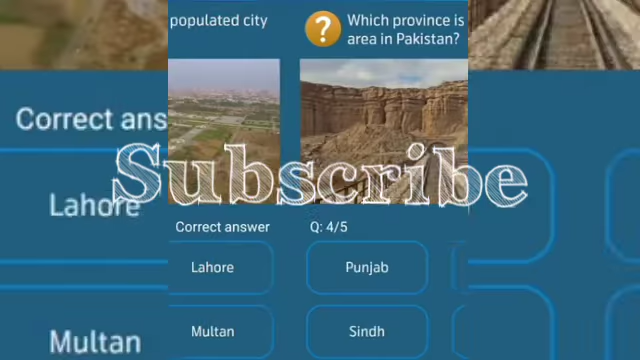 populated city
Which province is
area in Pakistan?
Correct ans
Subscribe
Lahore
Correct answer
Q: 4/5
Lahore
Punjab
Multan
Sindh
Multan